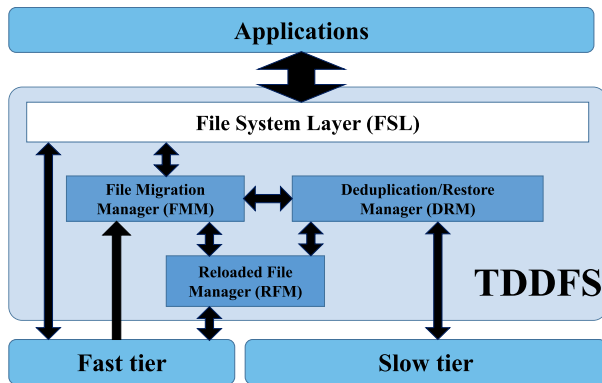 Applications
File System Layer (FSL)
File Migration
Manager (FMM)
Deduplication/Restore
Manager (DRM)
Reloaded File
Manager (RFM)
TDDFS
Fast tier
Slow tier